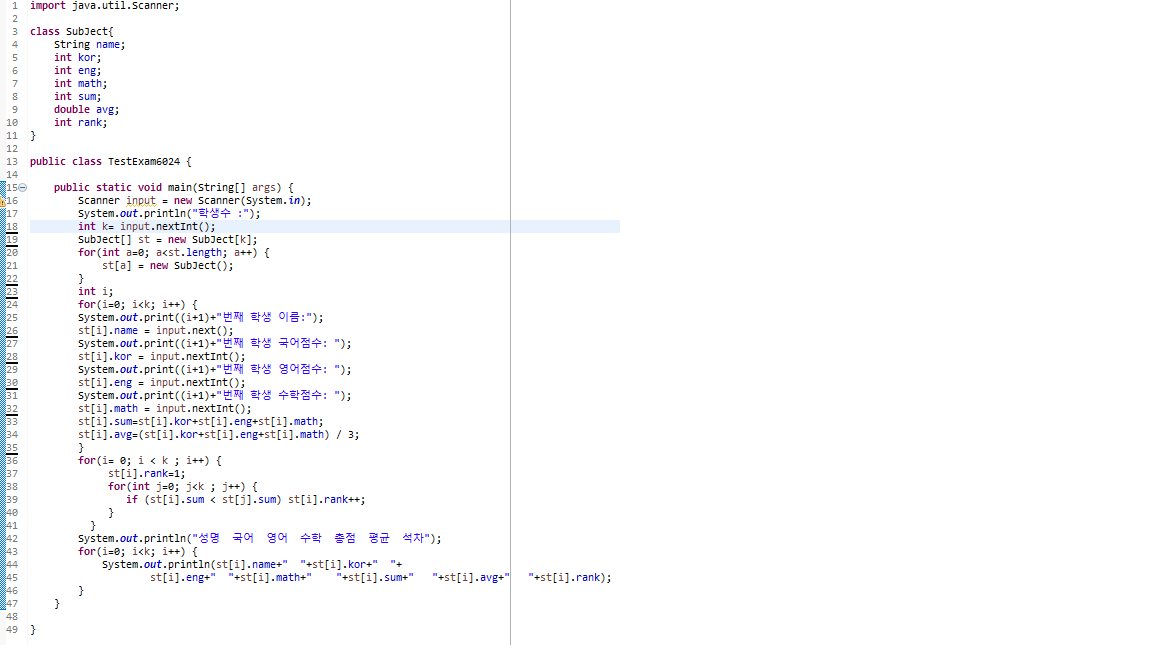 1 import java.util.Scanner;
2
3 class SubJect{
4 String name;
5 int kor;
6 int eng;
7 int math;
8 int sum;
9 double avg;
10 int rank;
11 }
12
13 public class TestExam6024 {
14
15 public static void main(String[] args) {
16 Scanner input = new Scanner(System.in);
17 System.out.println("학생수 :");
18 int k= input.nextInt();
19 SubJect[] st = new SubJect[k];
20 for(int a=0; a<st.length; a++) {
21 st[a] = new SubJect();
22 }
23 int i;
24 for(i=0; i<k; i++) {
25 System.out.print((i+1)+"번째 학생 이름:");
26 st[i].name = input.next();
27 System.out.print((i+1)+"번째 학생 국어점수: ");
28 st[i].kor = input.nextInt();
29 System.out.print((i+1)+"번째 학생 영어점수: ");
30 st[i].eng = input.nextInt();
31 System.out.print((i+1)+"번째 학생 수학점수: ");
32 st[i].math = input.nextInt();
33 st[i].sum=st[i].kor+st[i].eng+st[i].math;
34 st[i].avg=(st[i].kor+st[i].eng+st[i].math) / 3;
35 }
36 for(i= 0; i < k ; i++) {
37 st[i].rank=1;
38 for(int j=0; j<k ; j++) {
39 if (st[i].sum < st[j].sum) st[i].rank++;
40 }
41 }
42 System.out.println("성명  국어  영어  수학  총점  평균  석차");
43 for(i=0; i<k; i++) {
44 System.out.println(st[i].name+"  "+st[i].kor+"  "+
45 st[i].eng+"  "+st[i].math+"    "+st[i].sum+"   "+st[i].avg+"   "+st[i].rank);
46 }
47 }
48
49 }